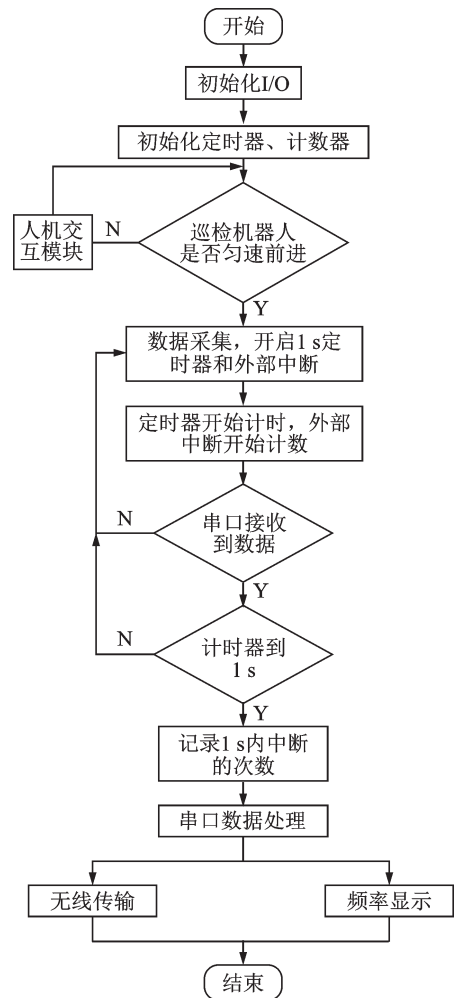 开始
初始化I/O
初始化定时器、计数器
人机交
互模块
N
巡检机器人
是否匀速前进
Y
数据采集，开启1 s定
时器和外部中断
定时器开始计时，外部
中断开始计数
N
串口接收
到数据
Y
N
计时器到
1 s
Y
记录1 s内中断
的次数
串口数据处理
无线传输
频率显示
结束